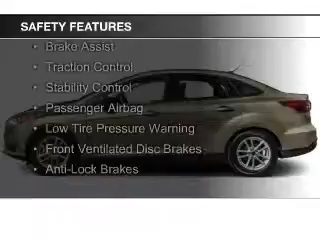 SAFETY FEATURES
• Brake Assist
• Traction Control
• Stability Control
• Passenger Airbag
• Low Tire Pressure Warning
• Front Ventilated Disc Brakes
• Anti-Lock Brakes